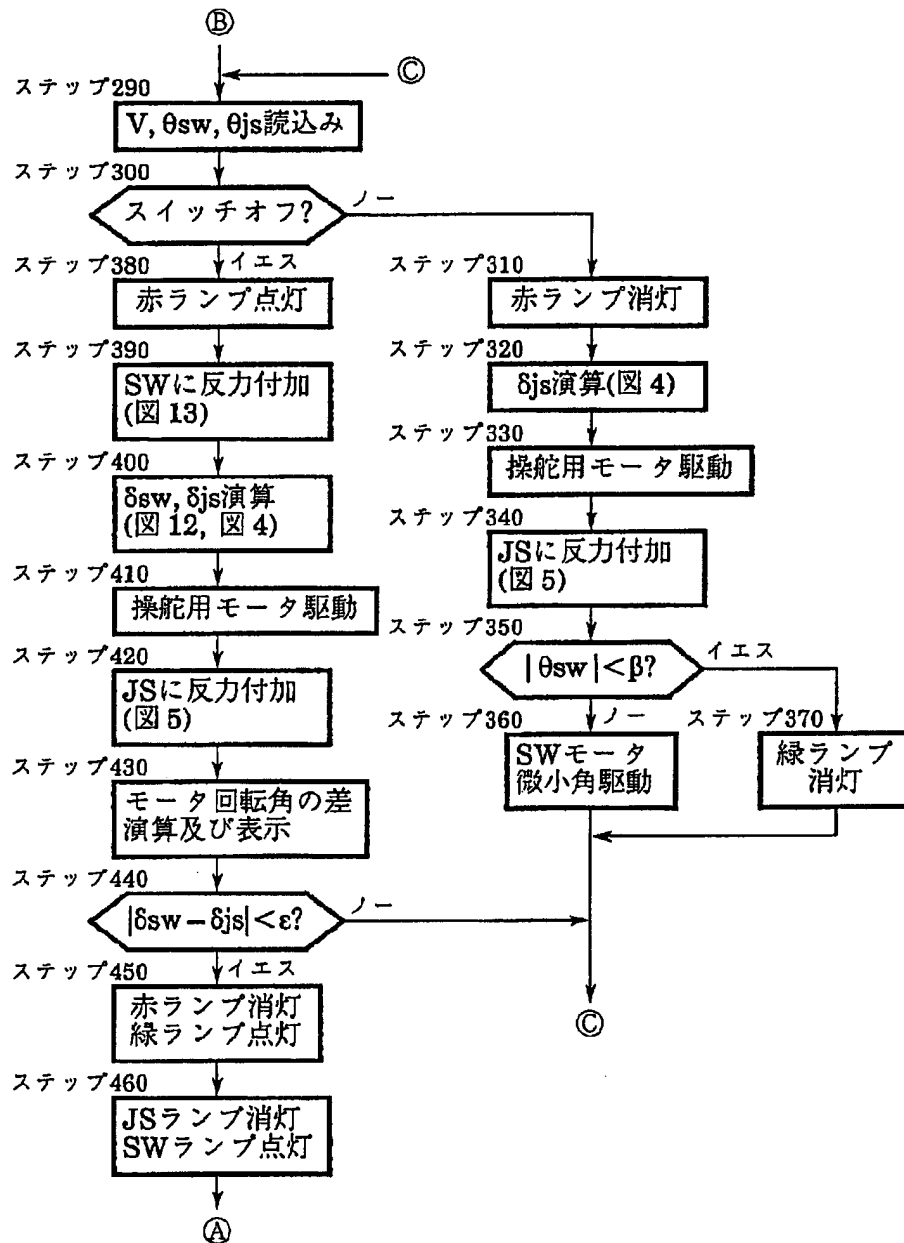 Ⓑ
Ⓒ
ステップ290
V, θsw, θjs読込み
ステップ300
スイッチオフ?
ノー
イエス
ステップ380
赤ランプ点灯
ステップ390
SWに反力付加
(図 13)
ステップ400
δsw, δjs演算
(図 12, 図 4)
ステップ410
操舵用モータ駆動
ステップ420
JSに反力付加
(図 5)
ステップ430
モータ回転角の差
演算及び表示
ステップ440
|δsw − δjs|<ε?
ノー
イエス
ステップ450
赤ランプ消灯
緑ランプ点灯
ステップ460
JSランプ消灯
SWランプ点灯
Ⓐ
ステップ310
赤ランプ消灯
ステップ320
δjs演算(図 4)
ステップ330
操舵用モータ駆動
ステップ340
JSに反力付加
(図 5)
ステップ350
|θsw|<β?
イエス
ノー
ステップ360
SWモータ
微小角駆動
ステップ370
緑ランプ
消灯
Ⓒ